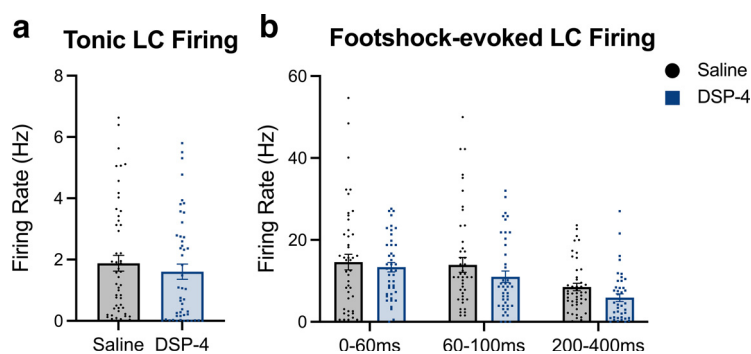 a
Tonic LC Firing
Firing Rate (Hz)
8
6
4
2
0
Saline DSP-4
b
Footshock-evoked LC Firing
Firing Rate (Hz)
60
40
20
0
0-60ms 60-100ms 200-400ms
Saline
DSP-4